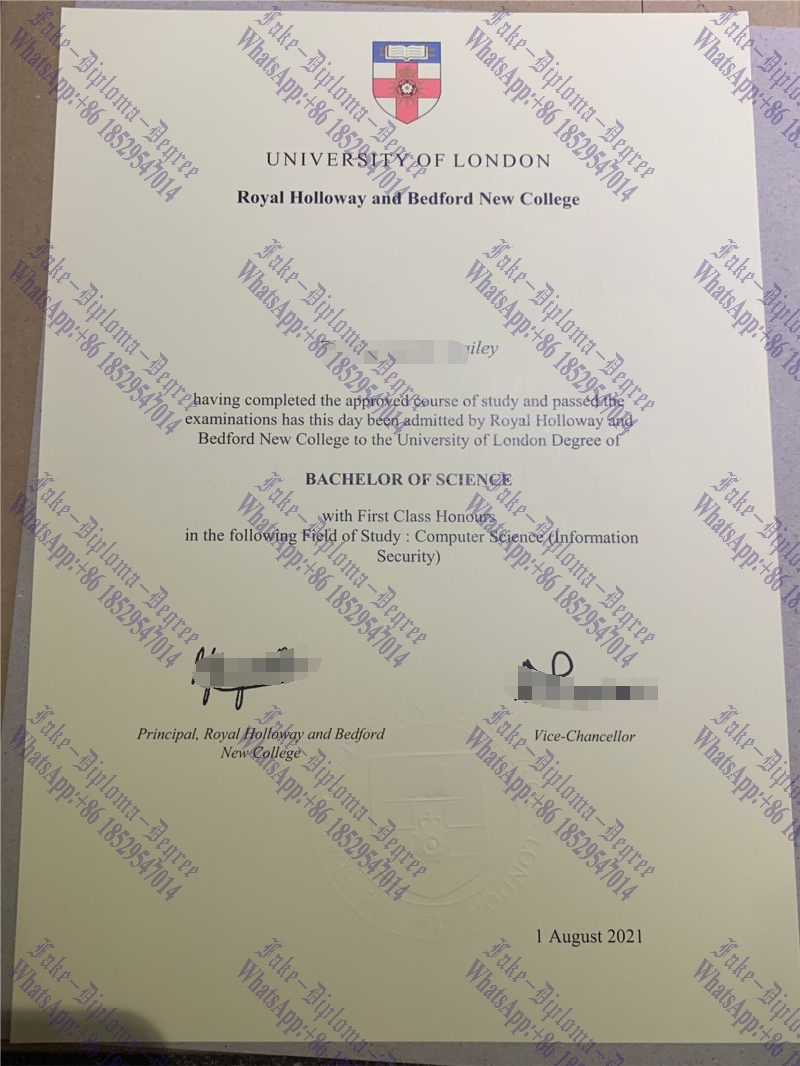 UNIVERSITY OF LONDON
Royal Holloway and Bedford New College
ailey
having completed the approved course of study and passed the
examinations has this day been admitted by Royal Holloway and
Bedford New College to the University of London Degree of
BACHELOR OF SCIENCE
with First Class Honours
in the following Field of Study : Computer Science (Information
Security)
Principal, Royal Holloway and Bedford
New College
Vice-Chancellor
LONDON
1 August 2021
Fake-Diploma-Degree
WhatsApp:+86 18529547014